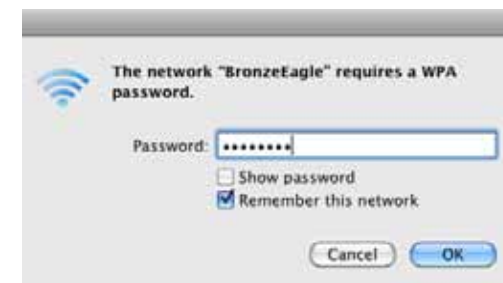 The network "BronzeEagle" requires a WPA
password.
Password: ••••••••
Show password
Remember this network
Cancel OK